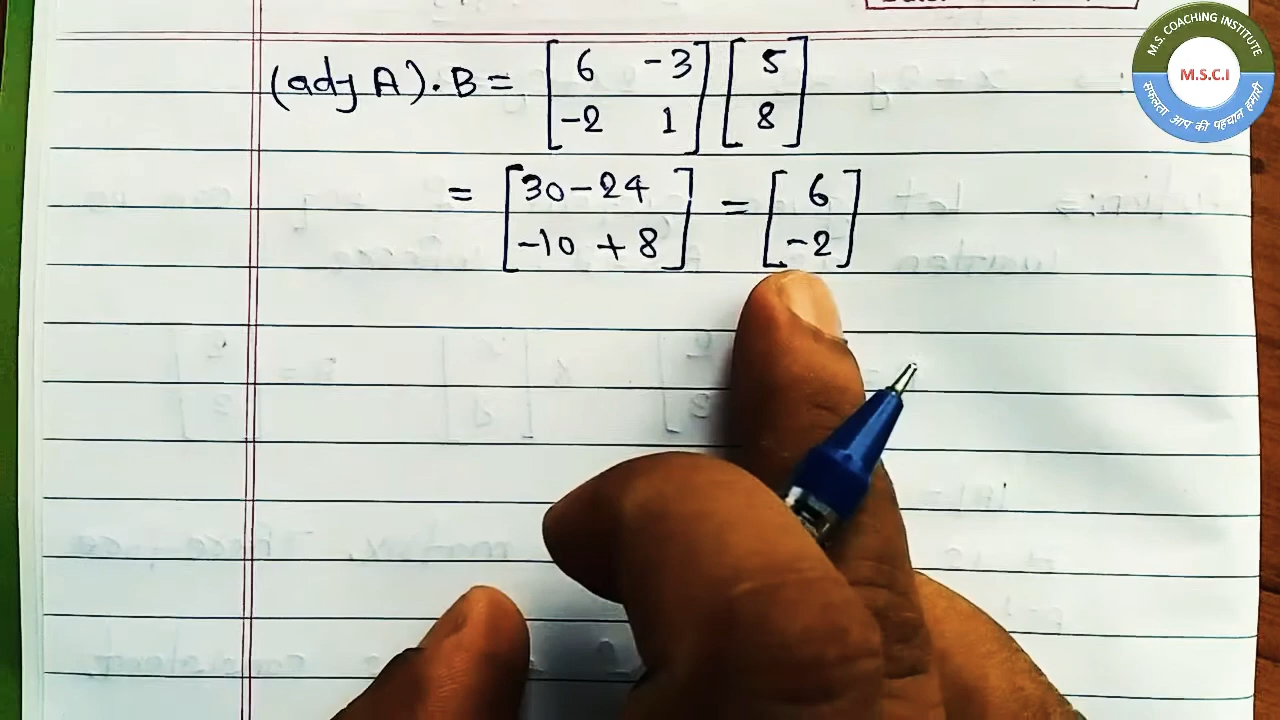 M.S. COACHING INSTITUTE
M.S.C.I
सफलता आप की पहचान हमारी
(adj A) · B = [6 -3] [5]
[-2 1] [8]
= [30-24] = [6]
[-10 + 8] [-2]